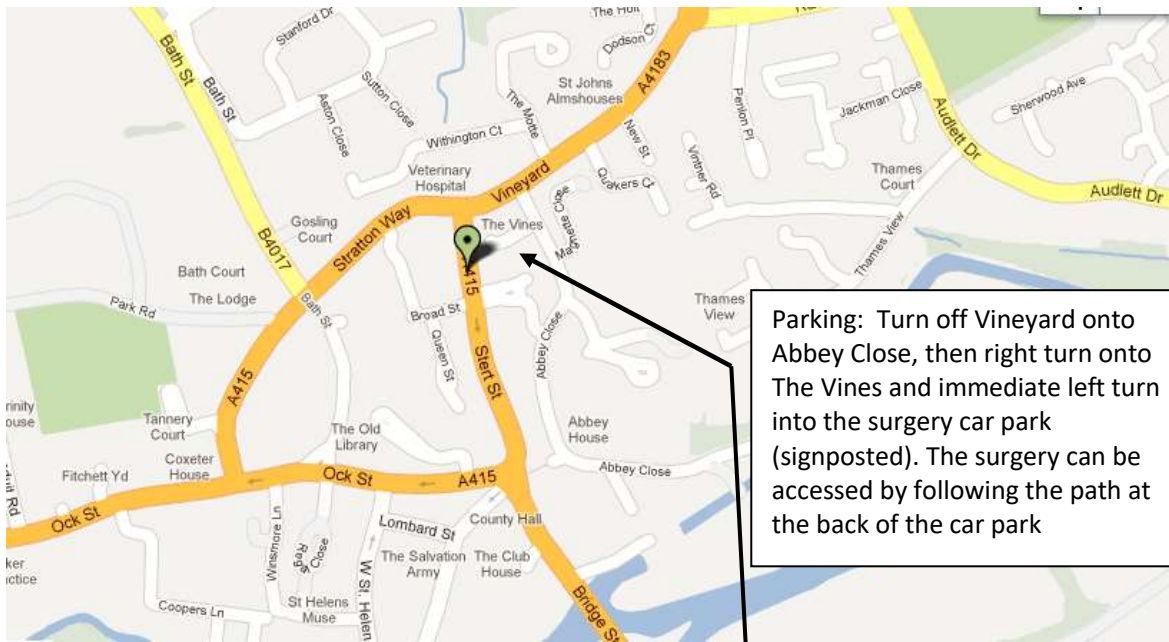 The Holt
Stanford Dr
Dodson Ct
Bath St
Bath St
Sutton Close
Aston Close
St Johns
Almshouses
A4183
The Motte
Withington Ct
New St
Penlon Pl
Jackman Close
Sherwood Ave
Audlett Dr
Veterinary
Hospital
Vineyard
Quakers Ct
Vintner Rd
Thames
Court
Audlett Dr
Gosling
Court
Stratton Way
The Vines
B4017
Bath Court
The Lodge
Park Rd
Bath St
Broad St
415
Thames View
Thames
View
Queen St
Stert St
Abbey Close
A415
Tannery
Court
Coxeter
House
The Old
Library
Abbey
House
Abbey Close
Fitchett Yd
Ock St
Ock St
A415
County Hall
Winsmore Ln
Close
Lombard St
The Salvation
Army
The Club
House
W St. Helen
St Helens
Muse
Coopers Ln
Bridge St
Parking: Turn off Vineyard onto
Abbey Close, then right turn onto
The Vines and immediate left turn
into the surgery car park
(signposted). The surgery can be
accessed by following the path at
the back of the car park